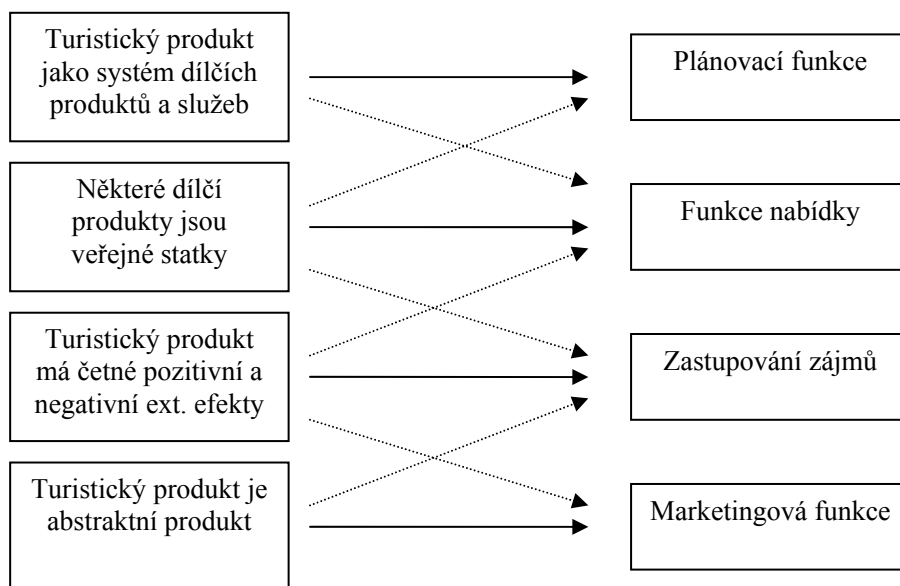 Turistický produkt
jako systém dílčích
produktů a služeb
Plánovací funkce
Některé dílčí
produkty jsou
veřejné statky
Funkce nabídky
Turistický produkt
má četné pozitivní a
negativní ext. efekty
Zastupování zájmů
Turistický produkt je
abstraktní produkt
Marketingová funkce